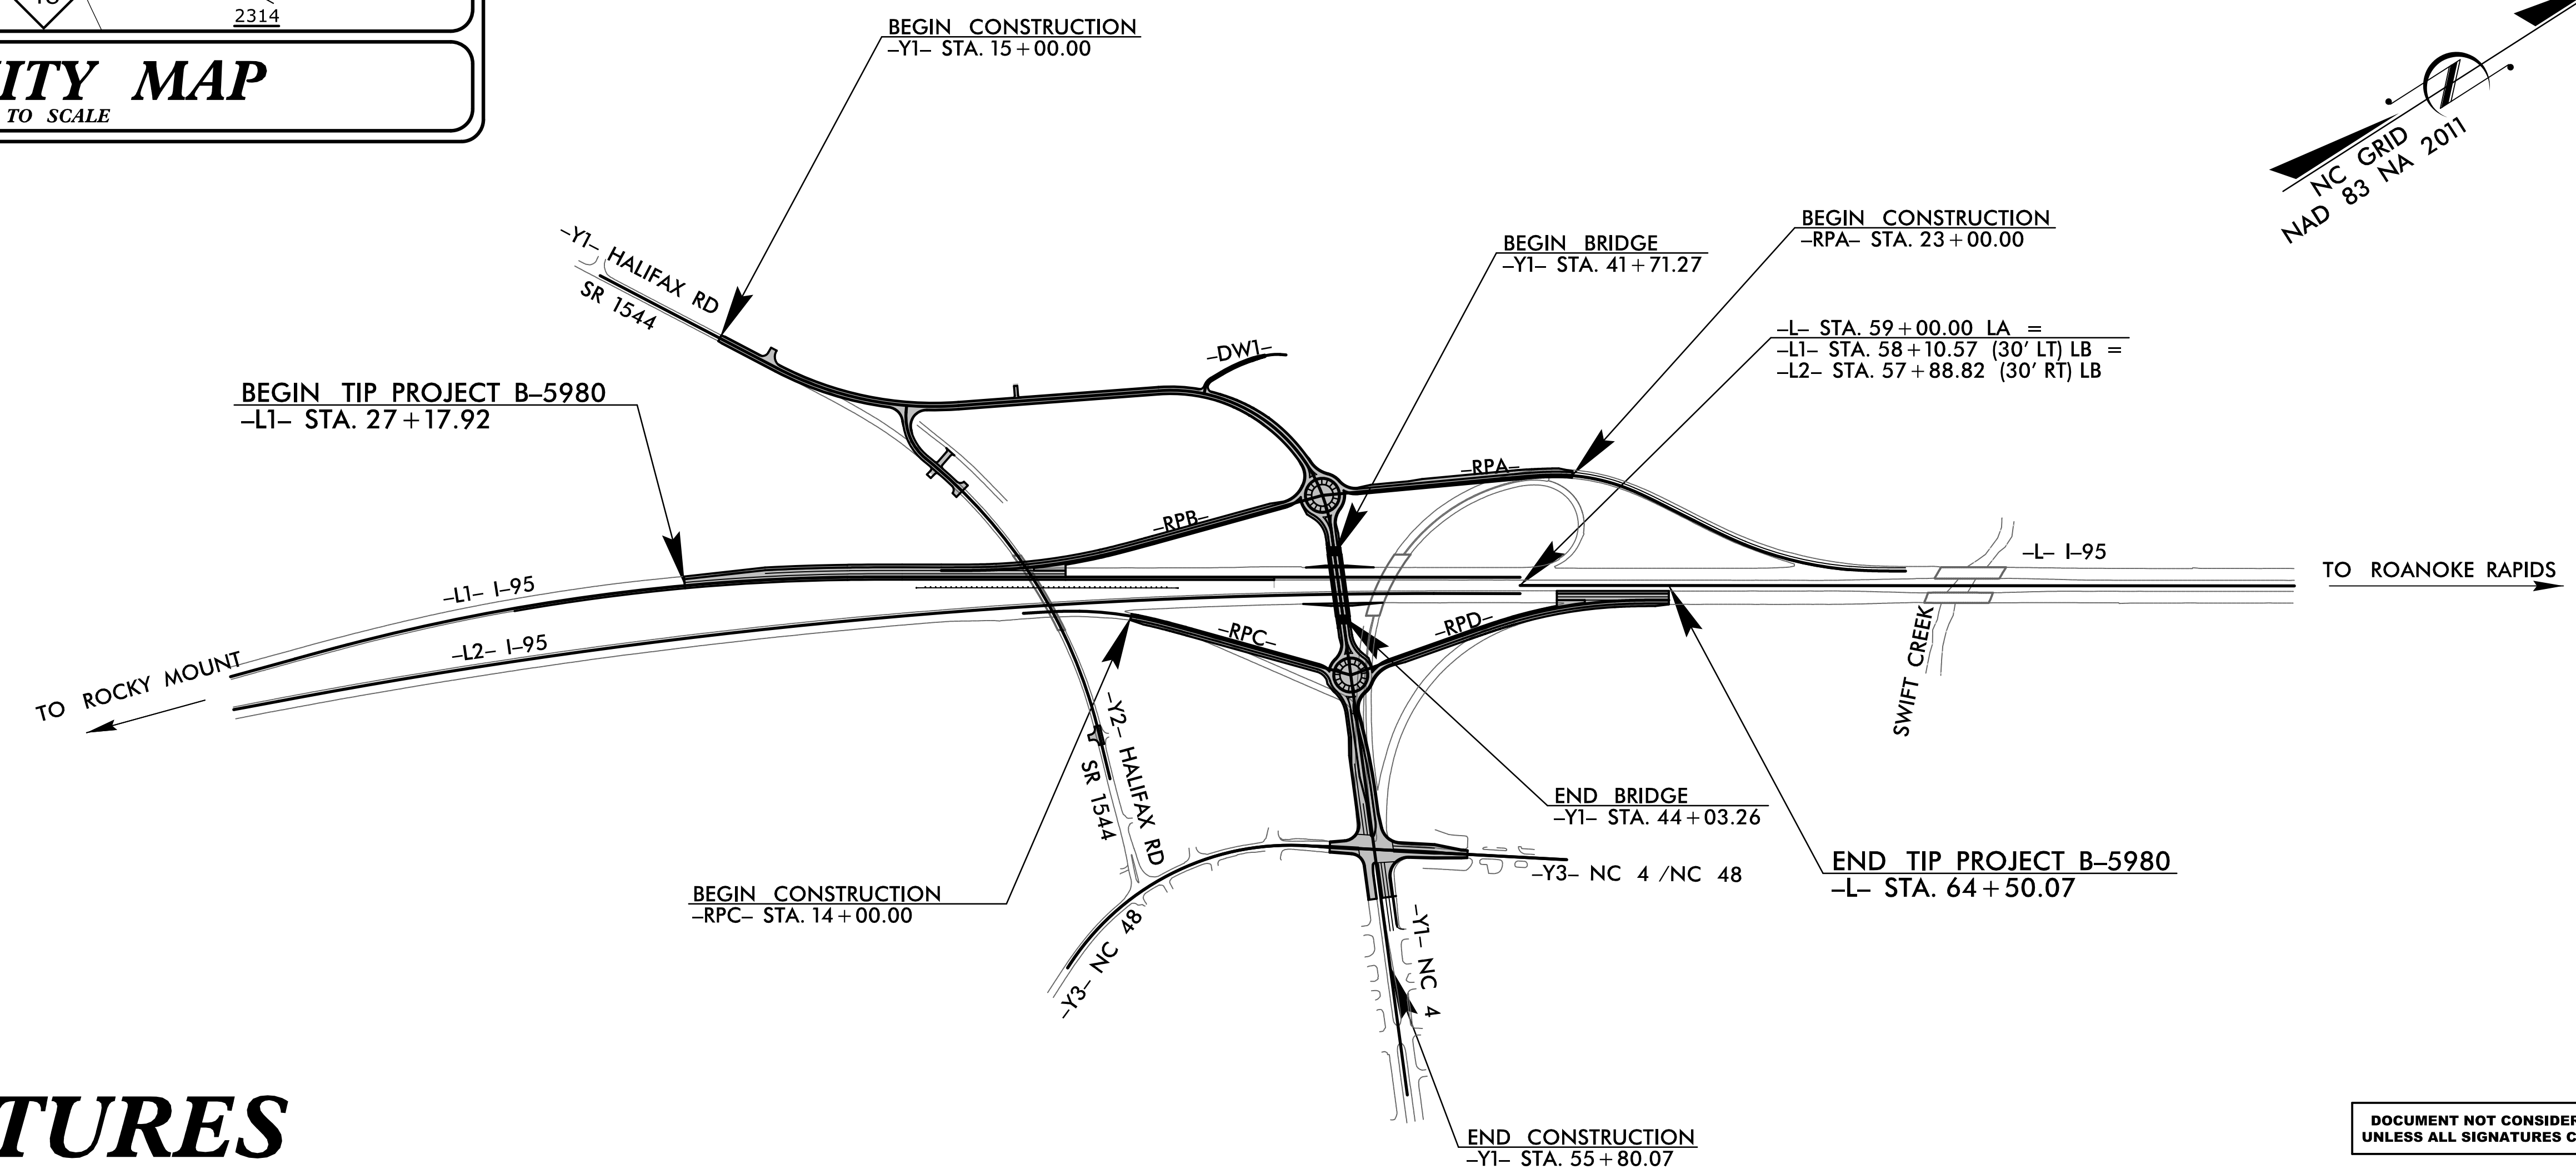 2314
MAP
TO SCALE
BEGIN CONSTRUCTION
–Y1– STA. 15+00.00
NC GRID
NAD 83 NA 2011
BEGIN CONSTRUCTION
–RPA– STA. 23+00.00
BEGIN BRIDGE
–Y1– STA. 41+71.27
–Y1– HALIFAX RD
SR 1544
–L– STA. 59+00.00 LA =
–L1– STA. 58+10.57 (30' LT) LB =
–L2– STA. 57+88.82 (30' RT) LB
–DW1–
BEGIN TIP PROJECT B–5980
–L1– STA. 27+17.92
–RPA–
–RPB–
–L– I–95
TO ROANOKE RAPIDS
–L1– I–95
–L2– I–95
TO ROCKY MOUNT
–RPC–
–RPD–
SWIFT CREEK
–Y2– HALIFAX RD
SR 1544
END BRIDGE
–Y1– STA. 44+03.26
END TIP PROJECT B–5980
–L– STA. 64+50.07
–Y3– NC 4 /NC 48
BEGIN CONSTRUCTION
–RPC– STA. 14+00.00
–Y3– NC 48
–Y1– NC 4
END CONSTRUCTION
–Y1– STA. 55+80.07
TURES
DOCUMENT NOT CONSIDER
UNLESS ALL SIGNATURES C